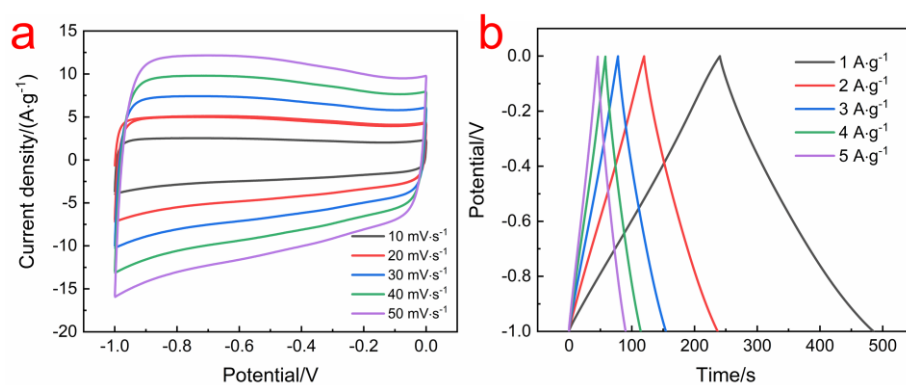 a
Current density/(A·g⁻¹)
15
10
5
0
-5
-10
-15
-20
-1.0
-0.8
-0.6
-0.4
-0.2
0.0
Potential/V
10 mV·s⁻¹
20 mV·s⁻¹
30 mV·s⁻¹
40 mV·s⁻¹
50 mV·s⁻¹
b
Potential/V
0.0
-0.2
-0.4
-0.6
-0.8
-1.0
0
100
200
300
400
500
Time/s
1 A·g⁻¹
2 A·g⁻¹
3 A·g⁻¹
4 A·g⁻¹
5 A·g⁻¹